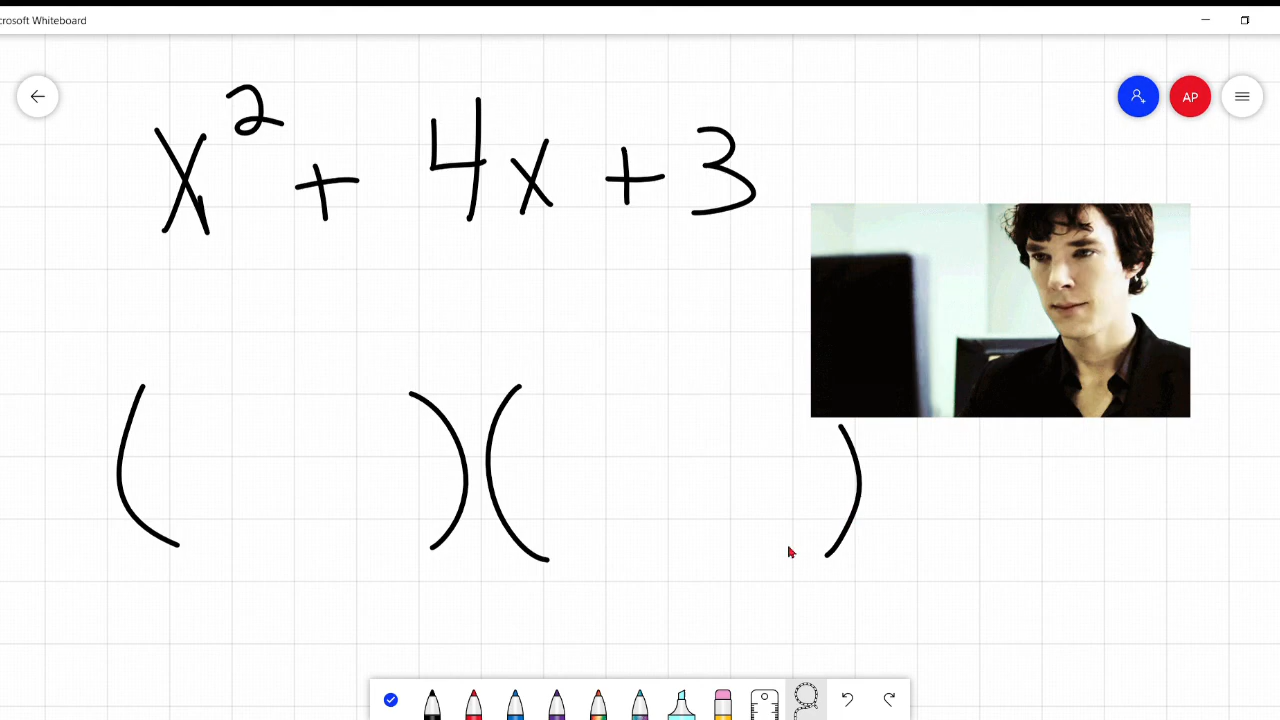 crosoft Whiteboard
AP
x² + 4x + 3
( )( )